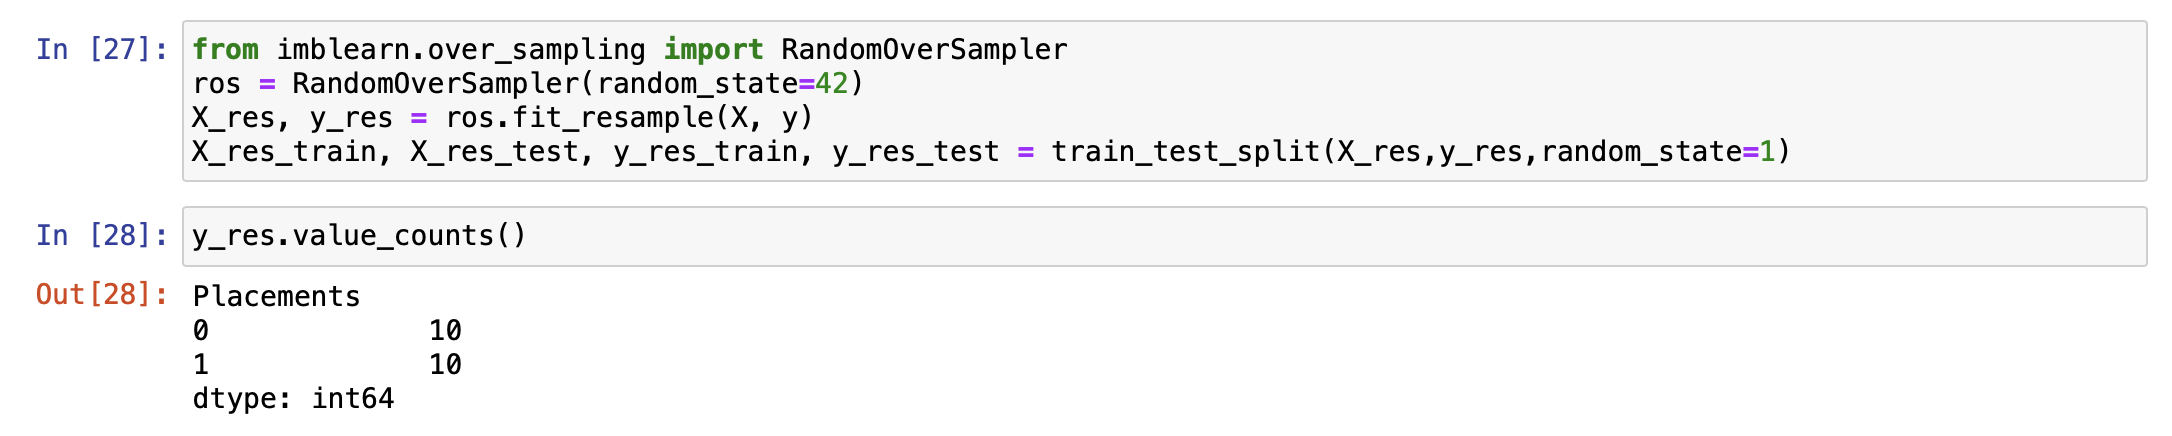 In [27]: from imblearn.over_sampling import RandomOverSampler
ros = RandomOverSampler(random_state=42)
X_res, y_res = ros.fit_resample(X, y)
X_res_train, X_res_test, y_res_train, y_res_test = train_test_split(X_res,y_res,random_state=1)
In [28]: y_res.value_counts()
Out[28]: Placements
0 10
1 10
dtype: int64